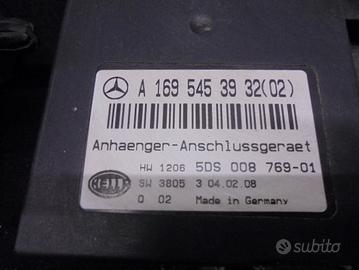 A 169 545 39 32(02)
Anhaenger-Anschlussgeraet
HW 1206 5DS 008 769-01
HELLA SW 3805 3 04.02.08
0 02 Made in Germany
subito